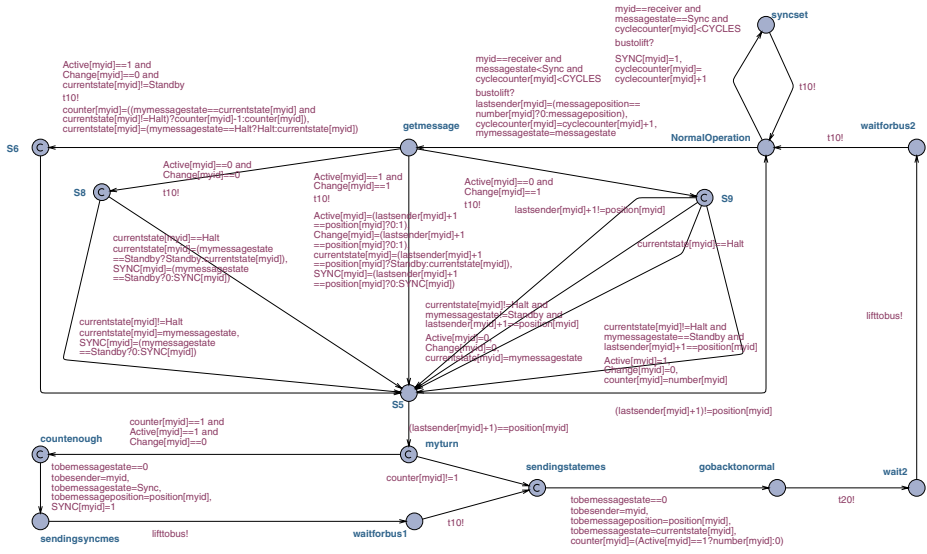 myid==receiver and
messagestate==Sync and
cyclecounter[myid]<CYCLES
bustolift?
SYNC[myid]=1,
cyclecounter[myid]=
cyclecounter[myid]+1
syncset
t10!
myid==receiver and
messagestate<Sync and
cyclecounter[myid]<CYCLES
bustolift?
lastsender[myid]=(messageposition==
number[myid]?0:messageposition),
cyclecounter[myid]=cyclecounter[myid]+1,
mymessagestate=messagestate
Active[myid]==1 and
Change[myid]==0 and
currentstate[myid]!=Standby
t10!
counter[myid]=((mymessagestate==currentstate[myid] and
currentstate[myid]!=Halt)?counter[myid]-1:counter[myid]),
currentstate[myid]=(mymessagestate==Halt?Halt:currentstate[myid])
getmessage
NormalOperation
t10!
waitforbus2
S6
C
S8
C
Active[myid]==0 and
Change[myid]==0
t10!
Active[myid]==1 and
Change[myid]==1
t10!
Active[myid]=(lastsender[myid]+1
==position[myid]?0:1),
Change[myid]=(lastsender[myid]+1
==position[myid]?0:1),
currentstate[myid]=(lastsender[myid]+1
==position[myid]?Standby:currentstate[myid]),
SYNC[myid]=(lastsender[myid]+1
==position[myid]?0:SYNC[myid])
Active[myid]==0 and
Change[myid]==1
t10!
C
S9
lastsender[myid]+1!=position[myid]
currentstate[myid]==Halt
currentstate[myid]==Halt
currentstate[myid]=(mymessagestate
==Standby?Standby:currentstate[myid]),
SYNC[myid]=(mymessagestate
==Standby?0:SYNC[myid])
currentstate[myid]!=Halt
currentstate[myid]=mymessagestate,
SYNC[myid]=(mymessagestate
==Standby?0:SYNC[myid])
currentstate[myid]!=Halt and
mymessagestate!=Standby and
lastsender[myid]+1==position[myid]
Active[myid]=0,
Change[myid]=0,
currentstate[myid]=mymessagestate
currentstate[myid]!=Halt and
mymessagestate==Standby and
lastsender[myid]+1==position[myid]
Active[myid]=1,
Change[myid]=0,
counter[myid]=number[myid]
lifttobus!
S5
(lastsender[myid]+1)!=position[myid]
(lastsender[myid]+1)==position[myid]
counter[myid]==1 and
Active[myid]==1 and
Change[myid]==0
countenough
C
C
myturn
counter[myid]!=1
tobemessagestate==0
tobesender=myid,
tobemessagestate=Sync,
tobemessageposition=position[myid],
SYNC[myid]=1
sendingstatemes
C
gobacktonormal
wait2
t20!
tobemessagestate==0
tobesender=myid,
tobemessageposition=position[myid],
tobemessagestate=currentstate[myid],
counter[myid]=(Active[myid]==1?number[myid]:0)
sendingsyncmes
lifttobus!
waitforbus1
t10!